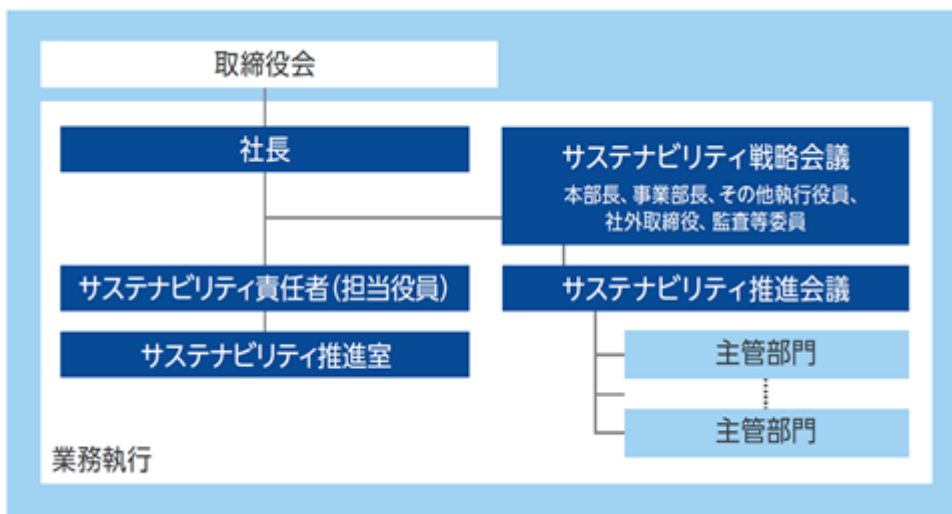 取締役会
社長
サステナビリティ戦略会議
本部長、事業部長、その他執行役員、
社外取締役、監査等委員
サステナビリティ責任者(担当役員)
サステナビリティ推進会議
サステナビリティ推進室
主管部門
主管部門
業務執行